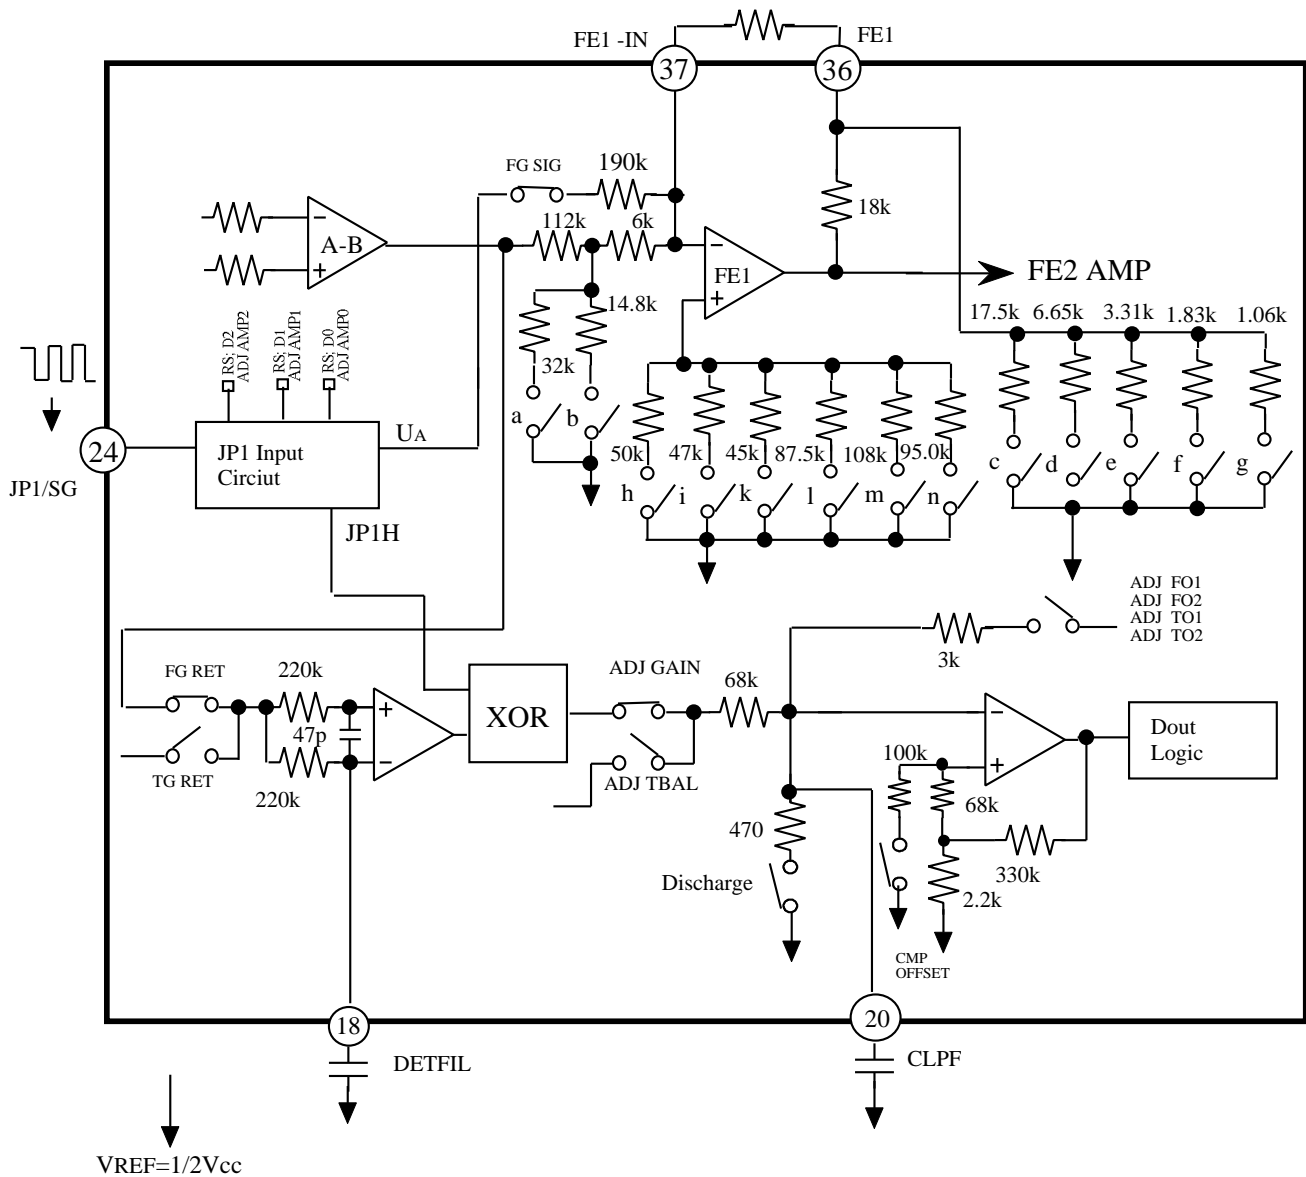 FE1 -IN
FE1
37
36
FG SIG
190k
18k
112k
6k
A-B
−
+
FE1
−
+
FE2 AMP
14.8k
32k
a
b
17.5k
6.65k
3.31k
1.83k
1.06k
RS; D2
ADJ AMP2
RS; D1
ADJ AMP1
RS; D0
ADJ AMP0
24
JP1/SG
JP1 Input
Circiut
UA
JP1H
50k
47k
45k
87.5k
108k
95.0k
h
i
k
l
m
n
c
d
e
f
g
ADJ FO1
ADJ FO2
ADJ TO1
ADJ TO2
3k
FG RET
220k
47p
TG RET
220k
+
−
XOR
ADJ GAIN
68k
ADJ TBAL
−
+
Dout
Logic
100k
68k
470
330k
Discharge
2.2k
CMP
OFFSET
18
20
DETFIL
CLPF
VREF=1/2Vcc